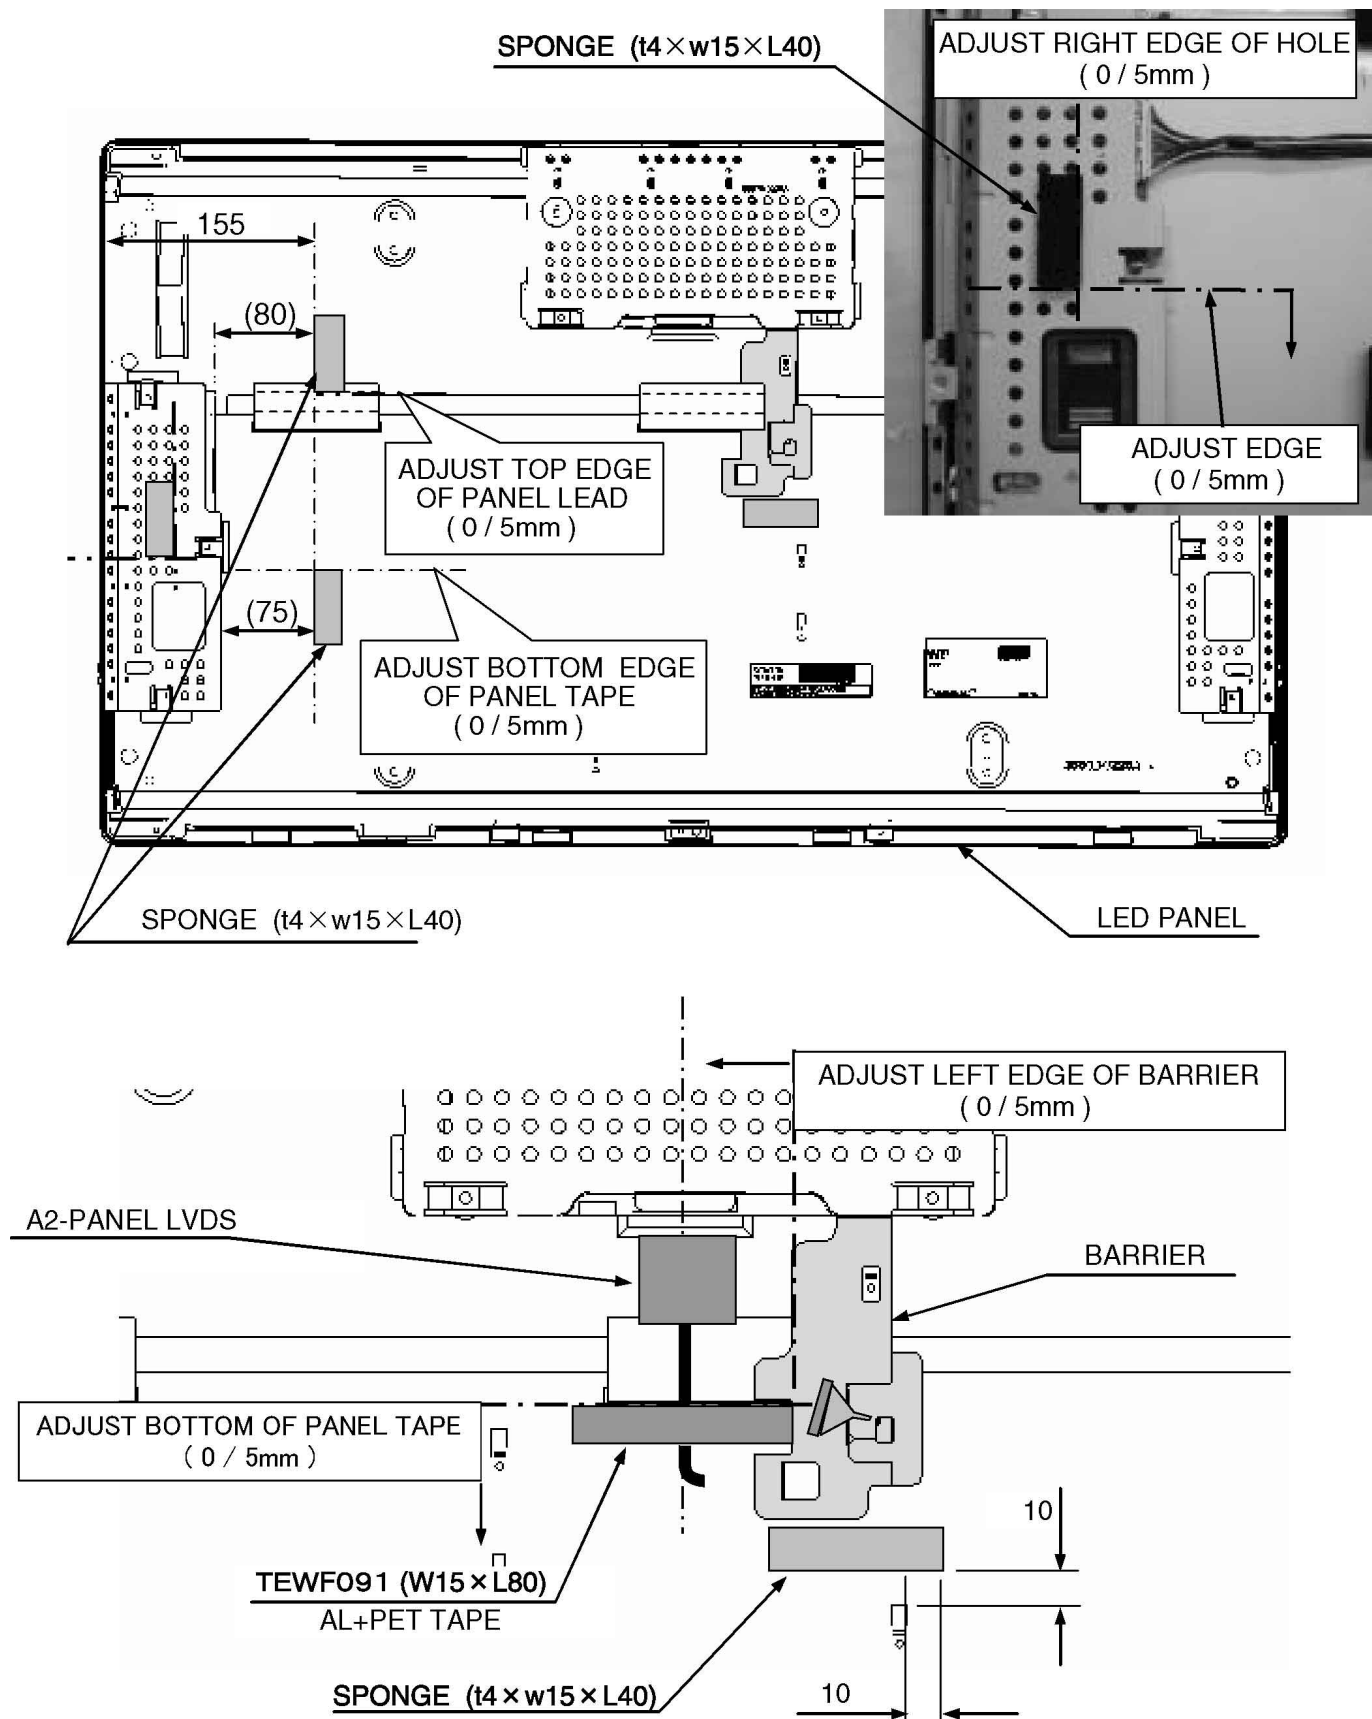 SPONGE (t4×w15×L40)
ADJUST RIGHT EDGE OF HOLE
( 0 / 5mm )
155
(80)
ADJUST TOP EDGE
OF PANEL LEAD
( 0 / 5mm )
ADJUST EDGE
( 0 / 5mm )
(75)
ADJUST BOTTOM EDGE
OF PANEL TAPE
( 0 / 5mm )
SPONGE (t4×w15×L40)
LED PANEL
ADJUST LEFT EDGE OF BARRIER
( 0 / 5mm )
A2-PANEL LVDS
BARRIER
ADJUST BOTTOM OF PANEL TAPE
( 0 / 5mm )
10
TEWF091 (W15×L80)
AL+PET TAPE
SPONGE (t4×w15×L40)
10